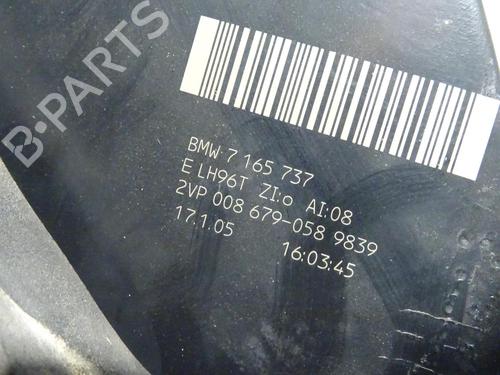 B-PARTS
BMW 7 165 737
E LH96T ZI:0 AI:08
2VP 008 679-058 9839
17.1.05 16:03:45